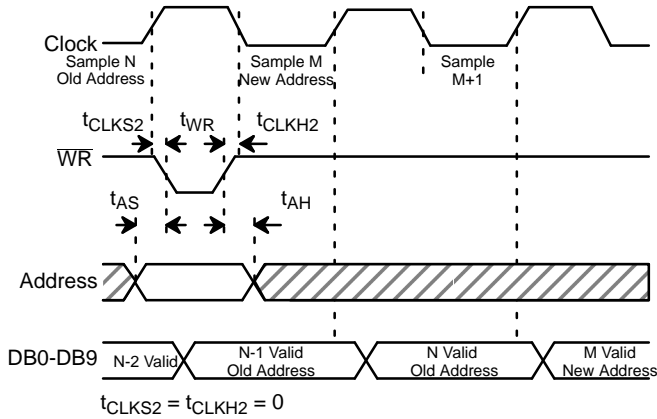 Clock
Sample N
Old Address
Sample M
New Address
Sample
M+1
tCLKS2
tWR
tCLKH2
WR
tAS
tAH
Address
DB0-DB9
N-2 Valid
N-1 Valid
Old Address
N Valid
Old Address
M Valid
New Address
tCLKS2 = tCLKH2 = 0